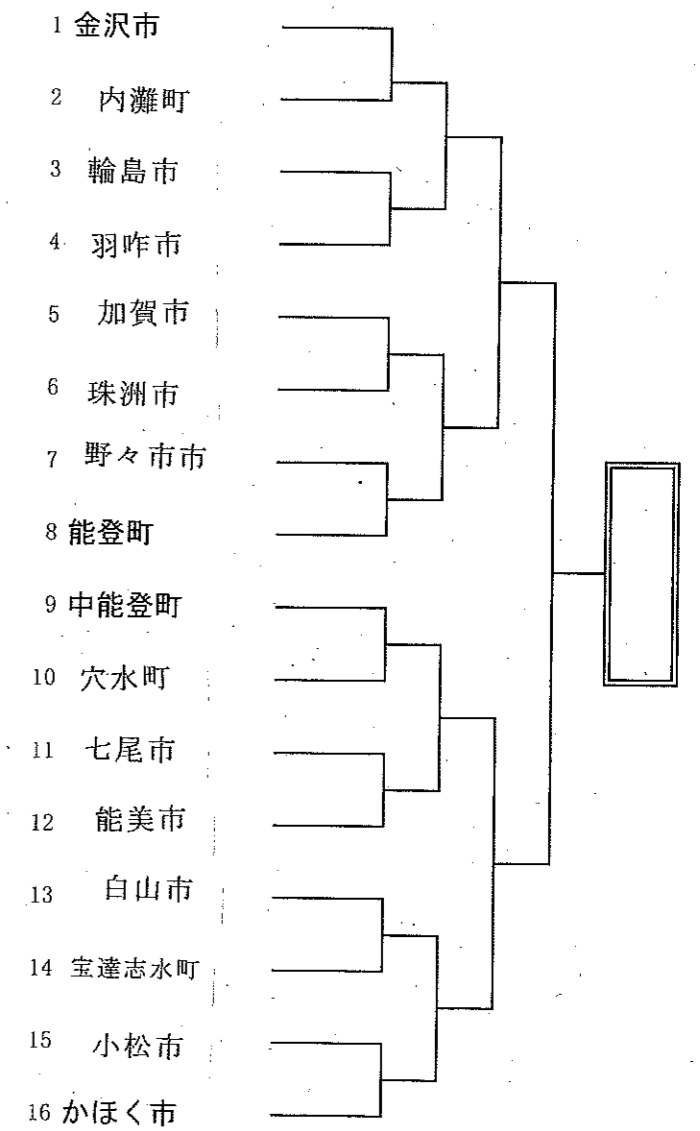 1 金沢市
2 内灘町
3 輪島市
4 羽咋市
5 加賀市
6 珠洲市
7 野々市市
8 能登町
9 中能登町
10 穴水町
11 七尾市
12 能美市
13 白山市
14 宝達志水町
15 小松市
16 かほく市